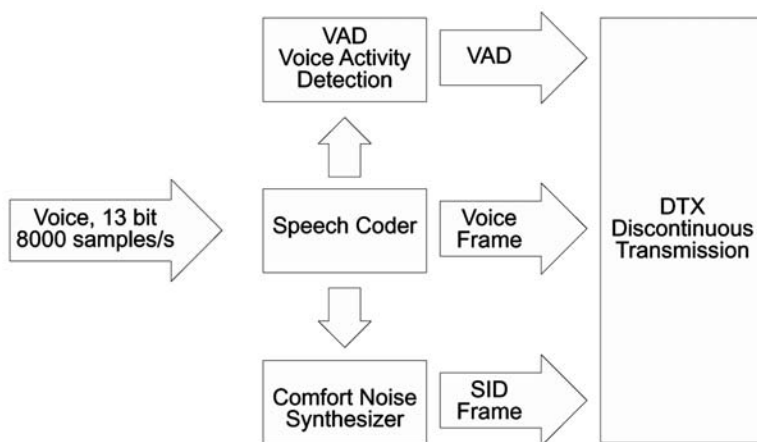 VAD
Voice Activity
Detection
VAD
Voice, 13 bit
8000 samples/s
Speech Coder
Voice
Frame
DTX
Discontinuous
Transmission
Comfort Noise
Synthesizer
SID
Frame